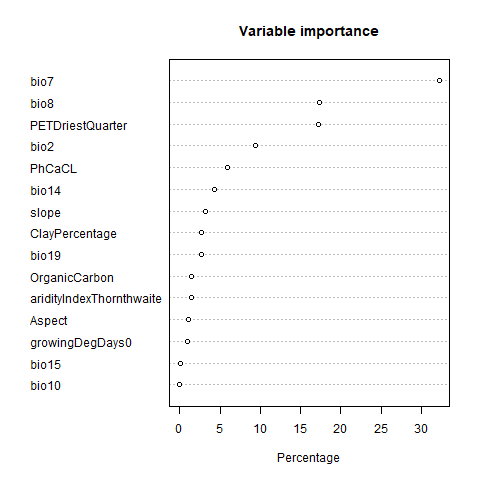 Variable importance
bio7
bio8
PETDriestQuarter
bio2
PhCaCL
bio14
slope
ClayPercentage
bio19
OrganicCarbon
aridityIndexThornthwaite
Aspect
growingDegDays0
bio15
bio10
0 5 10 15 20 25 30
Percentage